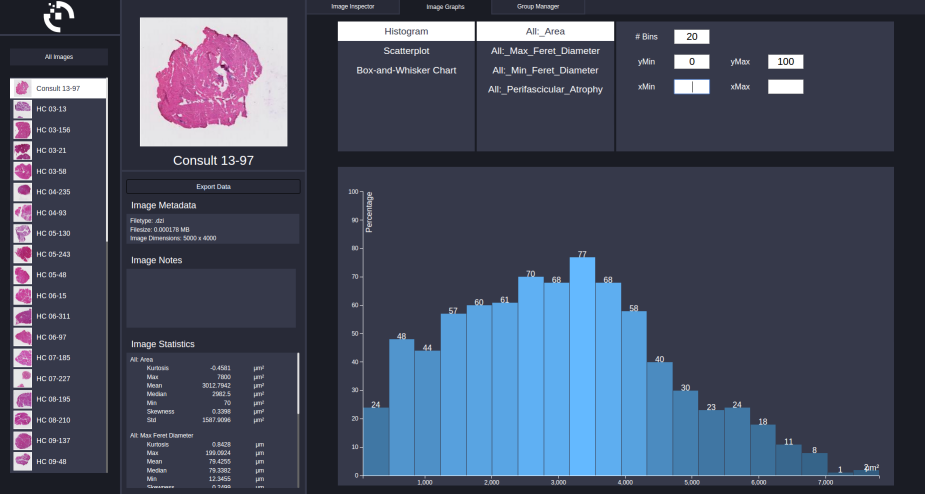 Image Inspector
Image Graphs
Group Manager
All Images
Consult 13-97
HC 03-13
HC 03-156
HC 03-21
HC 03-58
HC 04-235
HC 04-93
HC 05-130
HC 05-243
HC 05-48
HC 06-15
HC 06-311
HC 06-97
HC 07-185
HC 07-227
HC 08-195
HC 08-210
HC 09-137
HC 09-48
Consult 13-97
Export Data
Image Metadata
Filetype: .dzi
Filesize: 0.000178 MB
Image Dimensions: 5000 x 4000
Image Notes
Image Statistics
All: Area
Kurtosis -0.4581 μm²
Max 7800 μm²
Mean 3012.7942 μm²
Median 2982.5 μm²
Min 70 μm²
Skewness 0.3398 μm²
Std 1587.9096 μm²
All: Max Feret Diameter
Kurtosis 0.8428 μm
Max 199.0924 μm
Mean 79.4255 μm
Median 79.3382 μm
Min 12.3455 μm
Skewness 0.2499 μm
Histogram
Scatterplot
Box-and-Whisker Chart
All:_Area
All:_Max_Feret_Diameter
All:_Min_Feret_Diameter
All:_Perifascicular_Atrophy
# Bins 20
yMin 0 yMax 100
xMin xMax
Percentage
100
90
80
70
60
50
40
30
20
10
0
24 48 44 57 60 61 70 68 77 68 58 40 30 23 24 18 11 8 1 2
μm²
1,000 2,000 3,000 4,000 5,000 6,000 7,000